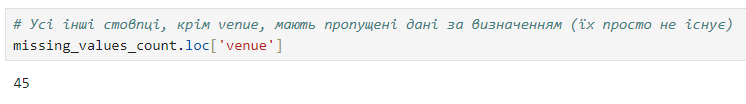 # Усі інші стовпці, крім venue, мають пропущені дані за визначенням (їх просто не існує)
missing_values_count.loc['venue']
45